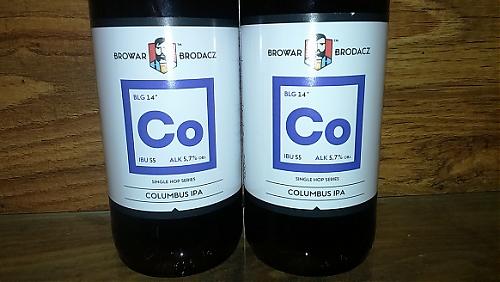 BROWAR BRODACZ
BLG 14°
Co
IBU 55 ALK 5,7% OBJ.
SINGLE HOP SERIES
COLUMBUS IPA
BROWAR BRODACZ
BLG 14°
Co
IBU 55 ALK 5,7% OBJ.
SINGLE HOP SERIES
COLUMBUS IPA